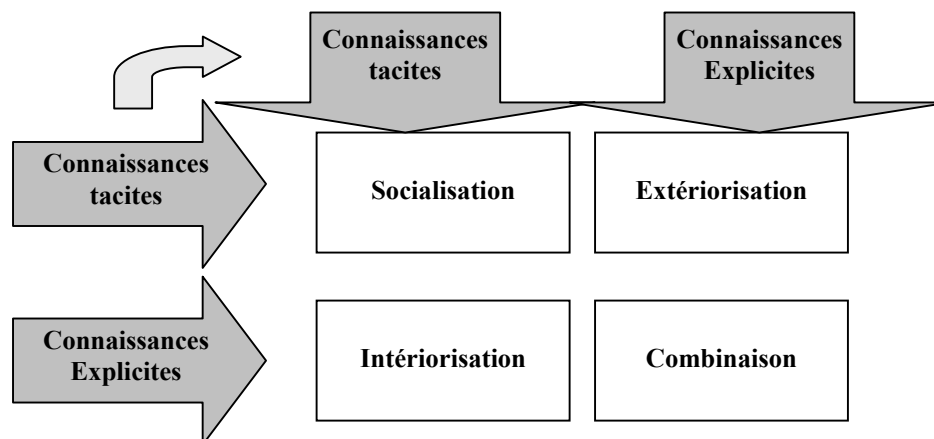 Connaissances
tacites
Connaissances
Explicites
Connaissances
tacites
Socialisation
Extériorisation
Connaissances
Explicites
Intériorisation
Combinaison